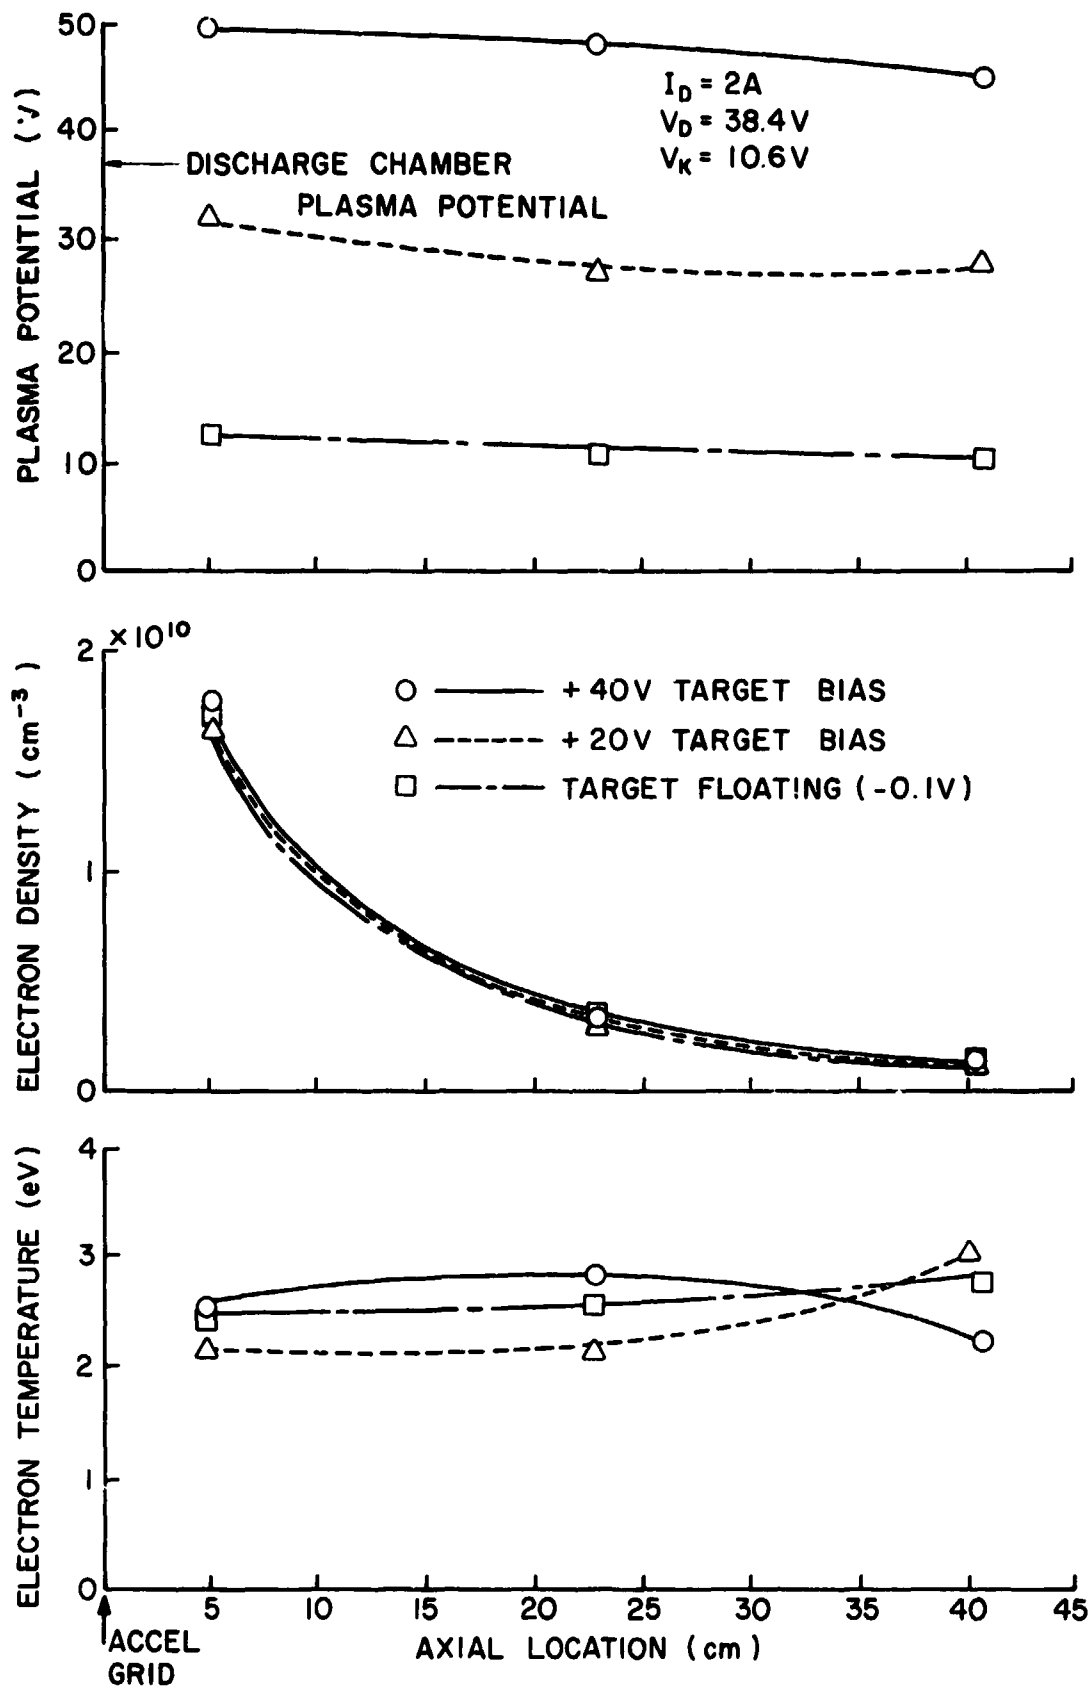 50
40
30
20
10
0
PLASMA POTENTIAL (V)
I_D = 2A
V_D = 38.4V
V_K = 10.6V
DISCHARGE CHAMBER
PLASMA POTENTIAL
×10¹⁰
2
1
0
ELECTRON DENSITY (cm⁻³)
+40V TARGET BIAS
+20V TARGET BIAS
TARGET FLOATING (-0.1V)
4
3
2
1
0
ELECTRON TEMPERATURE (eV)
5 10 15 20 25 30 35 40 45
AXIAL LOCATION (cm)
ACCEL
GRID